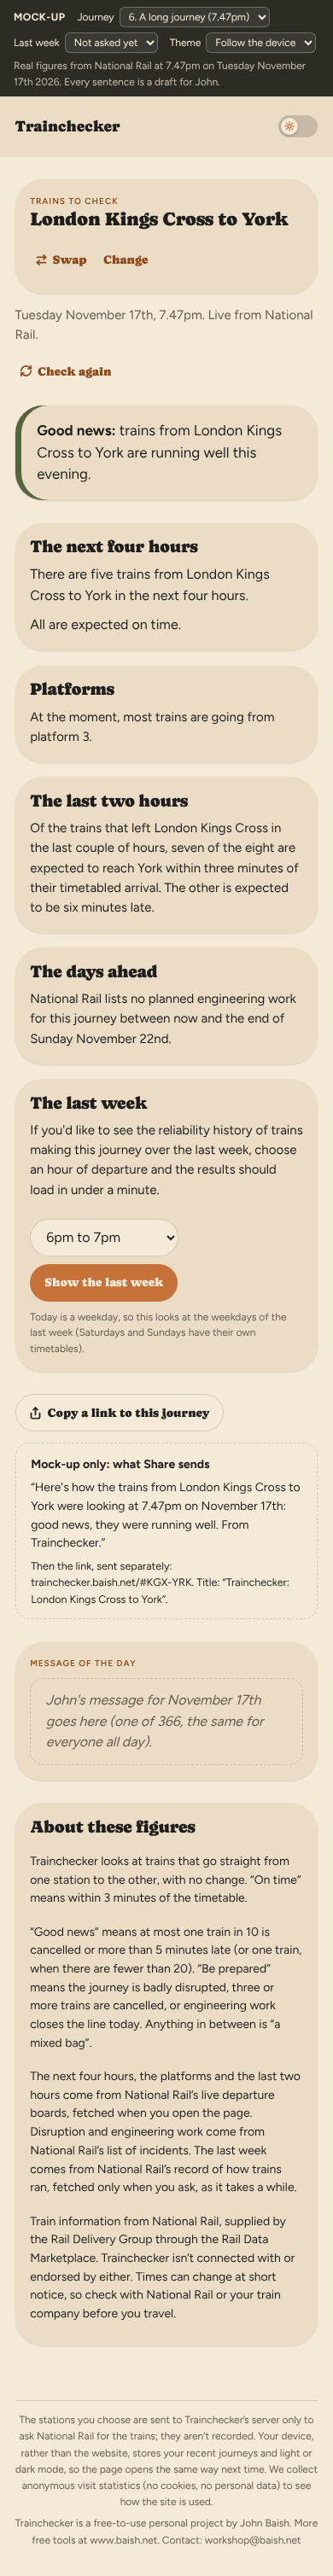 MOCK-UP Journey 6. A long journey (7.47pm)
Last week Not asked yet Theme Follow the device
Real figures from National Rail at 7.47pm on Tuesday November
17th 2026. Every sentence is a draft for John.
Trainchecker
TRAINS TO CHECK
London Kings Cross to York
Swap Change
Tuesday November 17th, 7.47pm. Live from National
Rail.
Check again
Good news: trains from London Kings
Cross to York are running well this
evening.
The next four hours
There are five trains from London Kings
Cross to York in the next four hours.
All are expected on time.
Platforms
At the moment, most trains are going from
platform 3.
The last two hours
Of the trains that left London Kings Cross in
the last couple of hours, seven of the eight are
expected to reach York within three minutes of
their timetabled arrival. The other is expected
to be six minutes late.
The days ahead
National Rail lists no planned engineering work
for this journey between now and the end of
Sunday November 22nd.
The last week
If you'd like to see the reliability history of trains
making this journey over the last week, choose
an hour of departure and the results should
load in under a minute.
6pm to 7pm
Show the last week
Today is a weekday, so this looks at the weekdays of the
last week (Saturdays and Sundays have their own
timetables).
Copy a link to this journey
Mock-up only: what Share sends
“Here's how the trains from London Kings Cross to
York were looking at 7.47pm on November 17th:
good news, they were running well. From
Trainchecker.”
Then the link, sent separately:
trainchecker.baish.net/#KGX-YRK. Title: “Trainchecker:
London Kings Cross to York”.
MESSAGE OF THE DAY
John's message for November 17th
goes here (one of 366, the same for
everyone all day).
About these figures
Trainchecker looks at trains that go straight from
one station to the other, with no change. “On time”
means within 3 minutes of the timetable.
“Good news” means at most one train in 10 is
cancelled or more than 5 minutes late (or one train,
when there are fewer than 20). “Be prepared”
means the journey is badly disrupted, three or
more trains are cancelled, or engineering work
closes the line today. Anything in between is “a
mixed bag”.
The next four hours, the platforms and the last two
hours come from National Rail’s live departure
boards, fetched when you open the page.
Disruption and engineering work come from
National Rail’s list of incidents. The last week
comes from National Rail’s record of how trains
ran, fetched only when you ask, as it takes a while.
Train information from National Rail, supplied by
the Rail Delivery Group through the Rail Data
Marketplace. Trainchecker isn’t connected with or
endorsed by either. Times can change at short
notice, so check with National Rail or your train
company before you travel.
The stations you choose are sent to Trainchecker’s server only to
ask National Rail for the trains; they aren’t recorded. Your device,
rather than the website, stores your recent journeys and light or
dark mode, so the page opens the same way next time. We collect
anonymous visit statistics (no cookies, no personal data) to see
how the site is used.
Trainchecker is a free-to-use personal project by John Baish. More
free tools at www.baish.net. Contact: workshop@baish.net